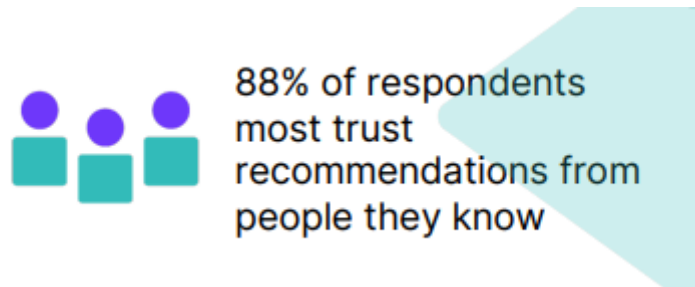 88% of respondents
most trust
recommendations from
people they know